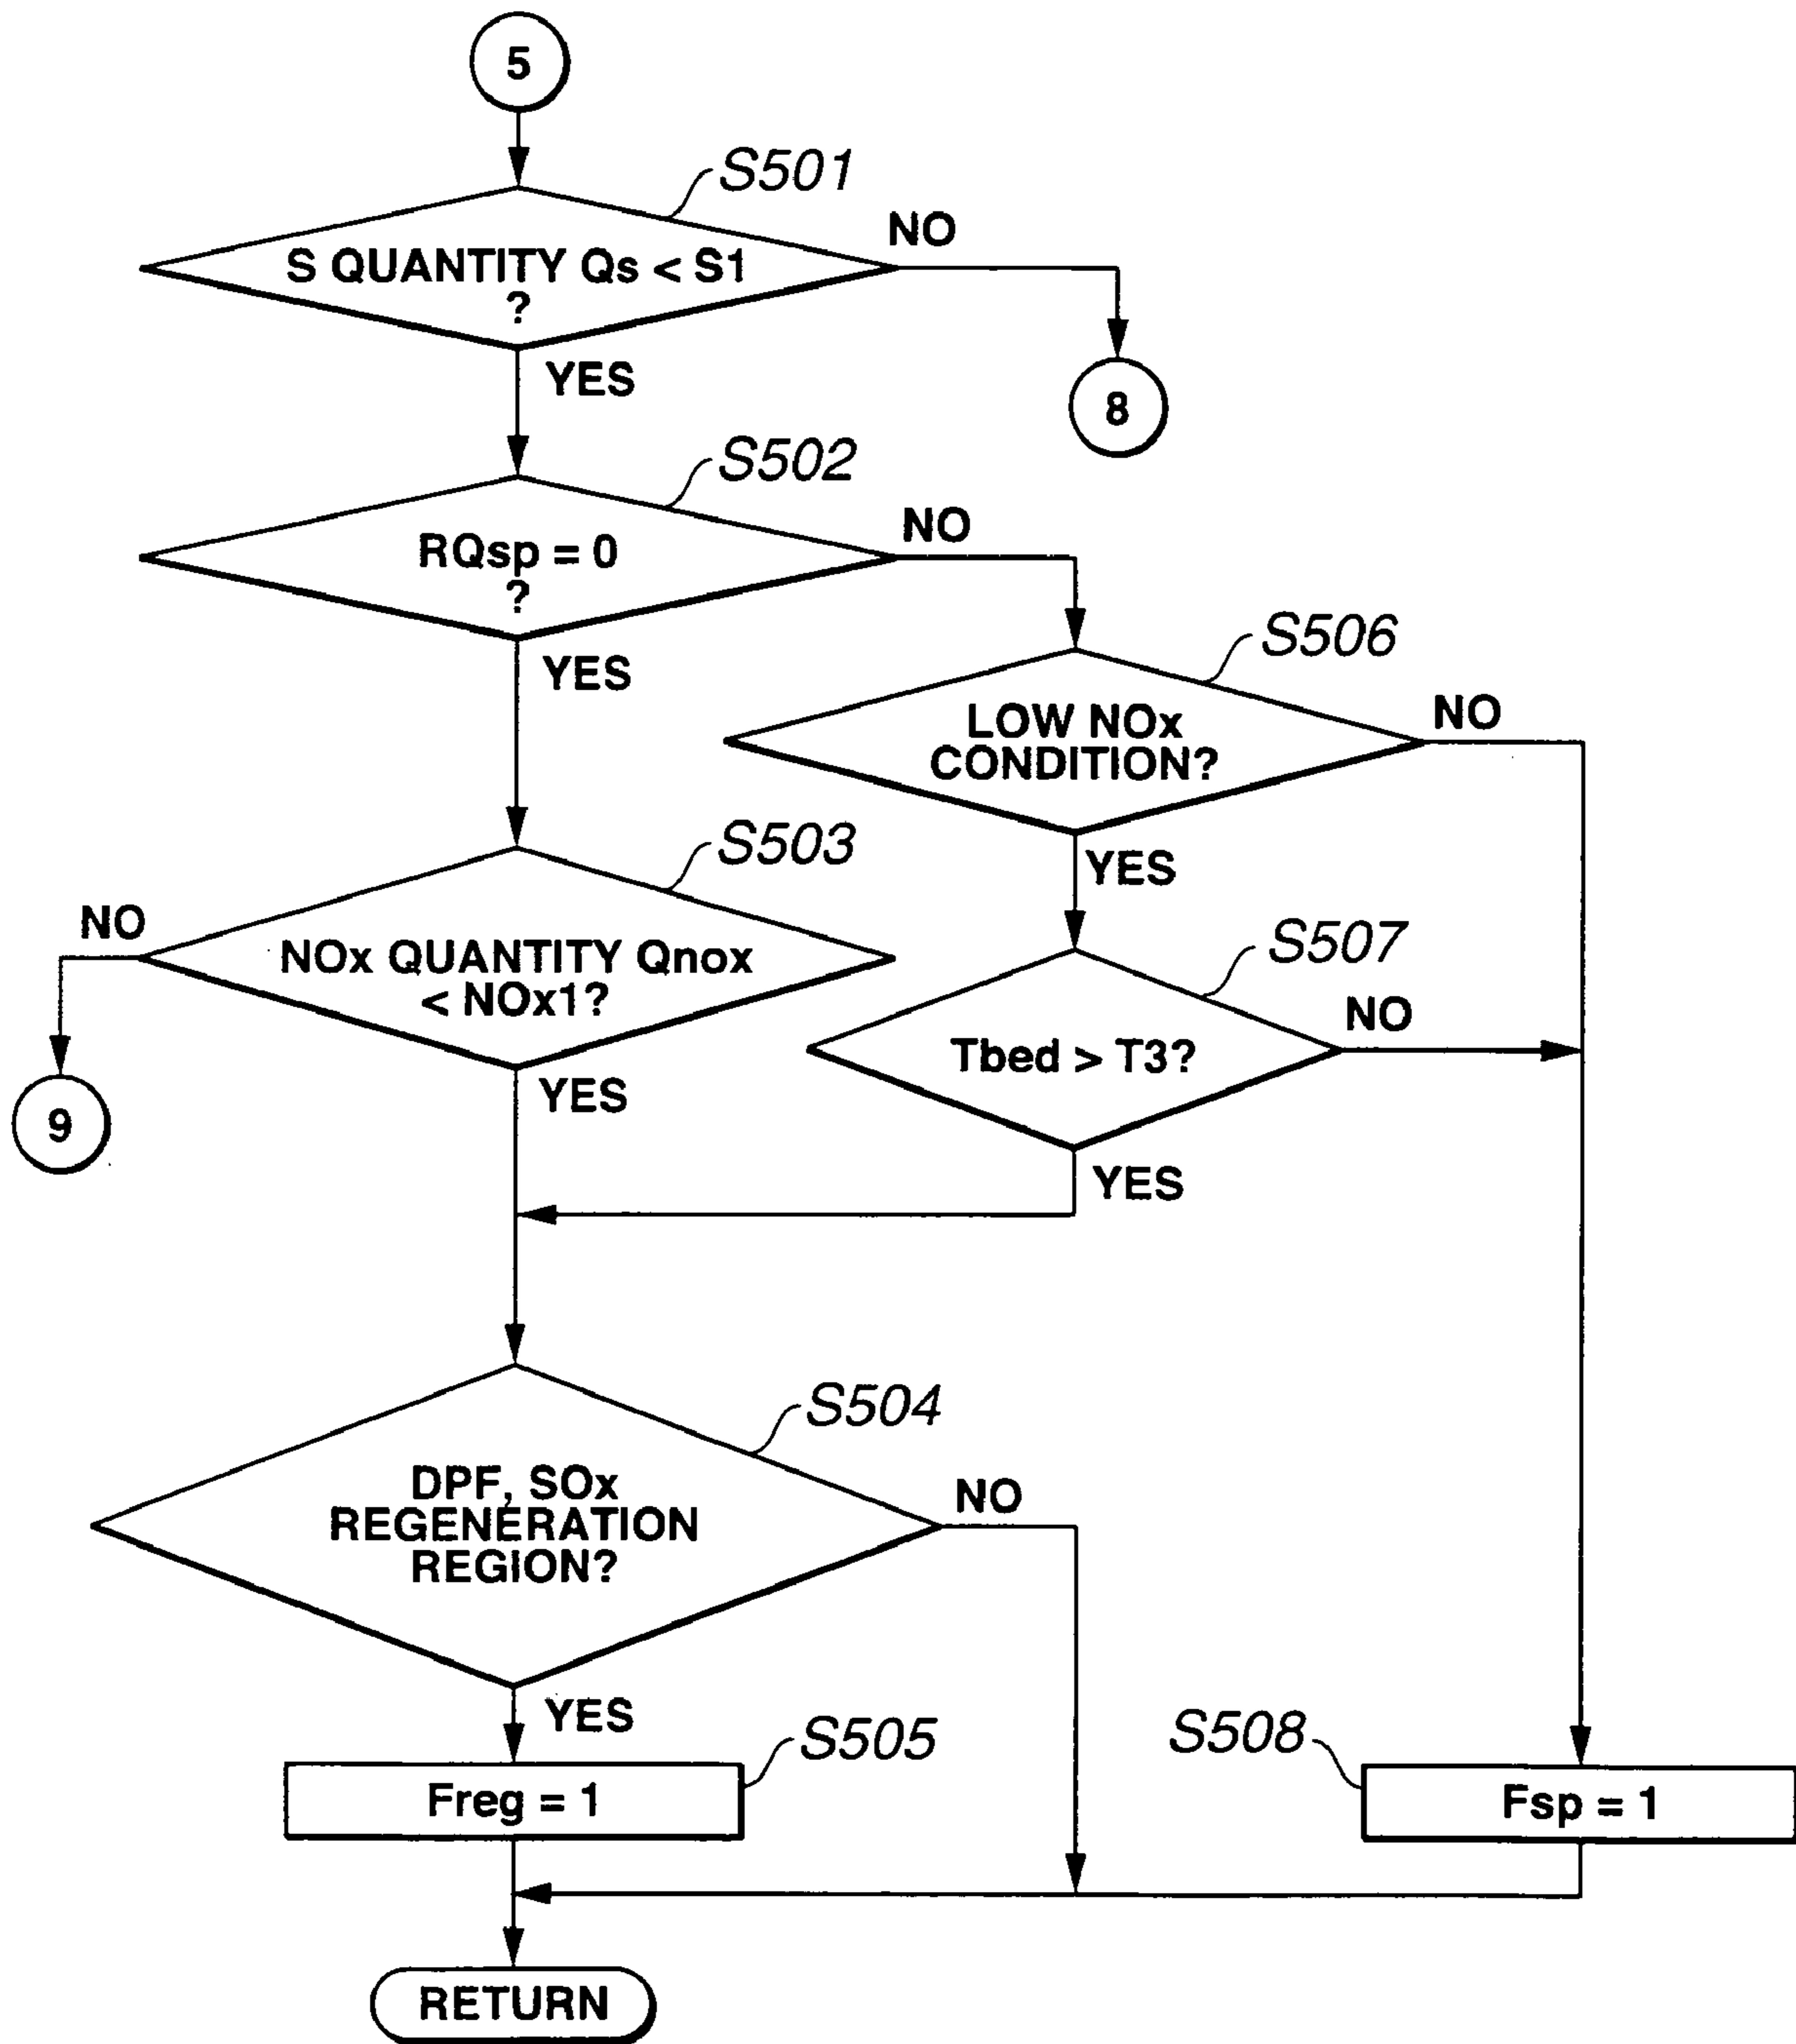 5
S501
S QUANTITY Qs < S1
?
NO
YES
8
S502
RQsp = 0
?
NO
YES
S506
LOW NOx
CONDITION?
NO
YES
S503
NOx QUANTITY Qnox
< NOx1?
NO
YES
9
S507
Tbed > T3?
NO
YES
S504
DPF, SOx
REGENERATION
REGION?
NO
YES
S505
Freg = 1
S508
Fsp = 1
RETURN